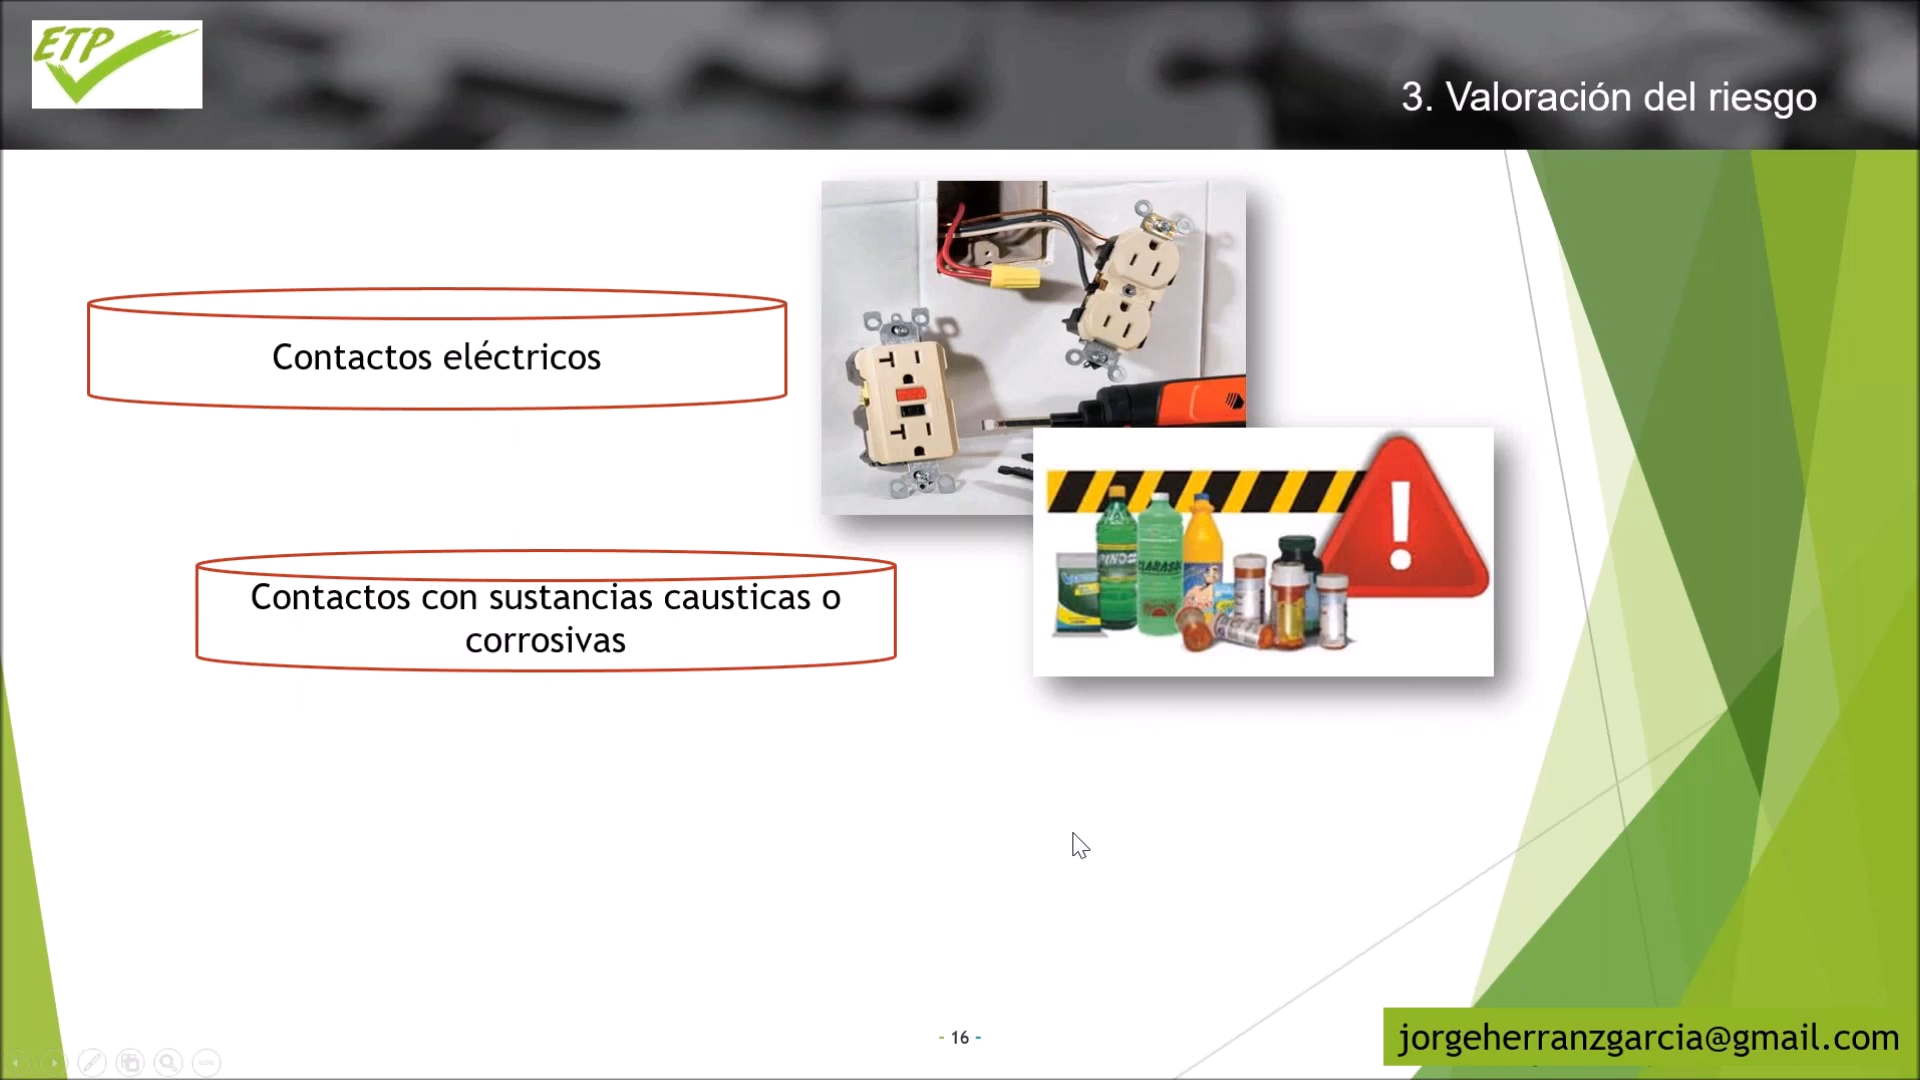 ETP
3. Valoración del riesgo
Contactos eléctricos
Contactos con sustancias causticas o
corrosivas
- 16 -
jorgeherranzgarcia@gmail.com